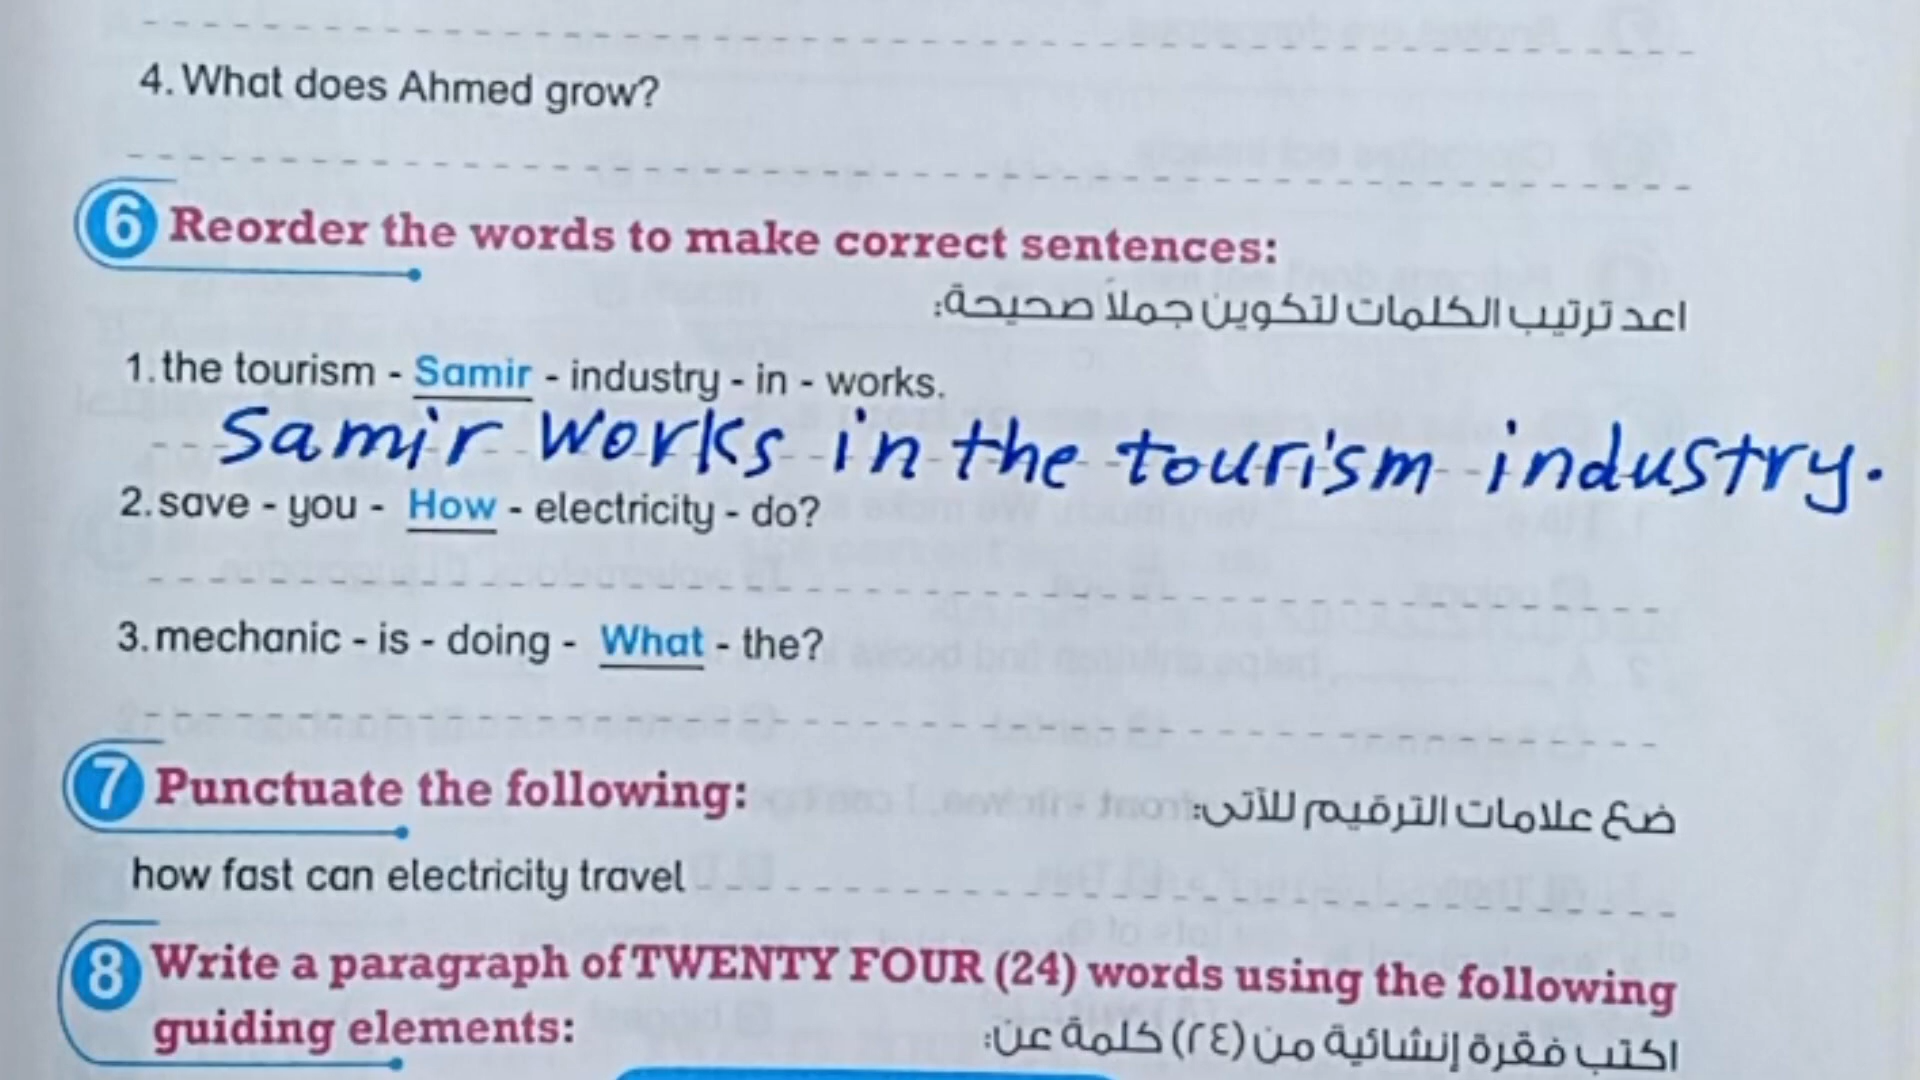 4. What does Ahmed grow?
6 Reorder the words to make correct sentences:
اعد ترتيب الكلمات لتكوين جملاً صحيحة:
1. the tourism - Samir - industry - in - works.
Samir works in the tourism industry.
2. save - you - How - electricity - do?
3. mechanic - is - doing - What - the?
7 Punctuate the following:
ضع علامات الترقيم للآتى:
how fast can electricity travel
8 Write a paragraph of TWENTY FOUR (24) words using the following
guiding elements:
اكتب فقرة إنشائية من (٢٤) كلمة عن: